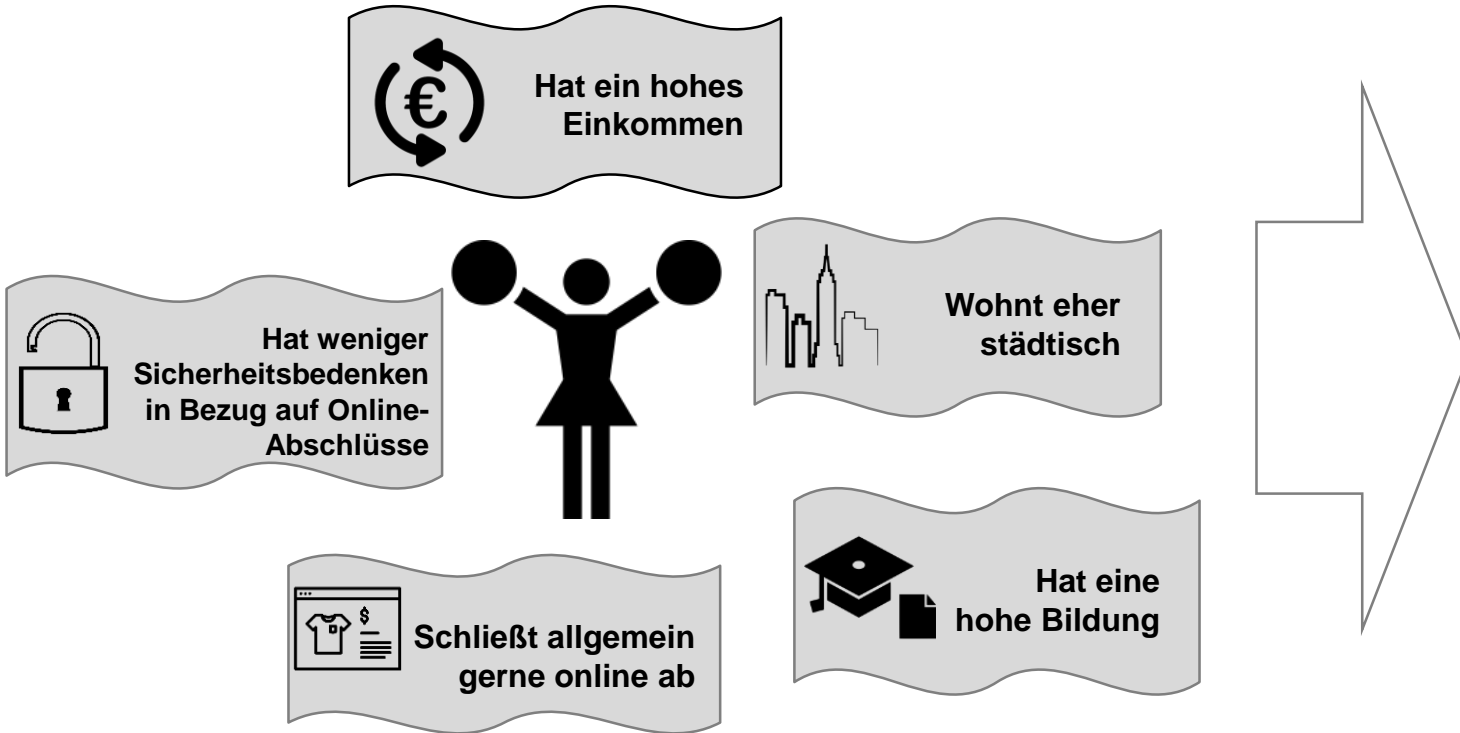 €
Hat ein hohes
Einkommen
Wohnt eher
städtisch
Hat weniger
Sicherheitsbedenken
in Bezug auf Online-
Abschlüsse
Hat eine
hohe Bildung
$
Schließt allgemein
gerne online ab